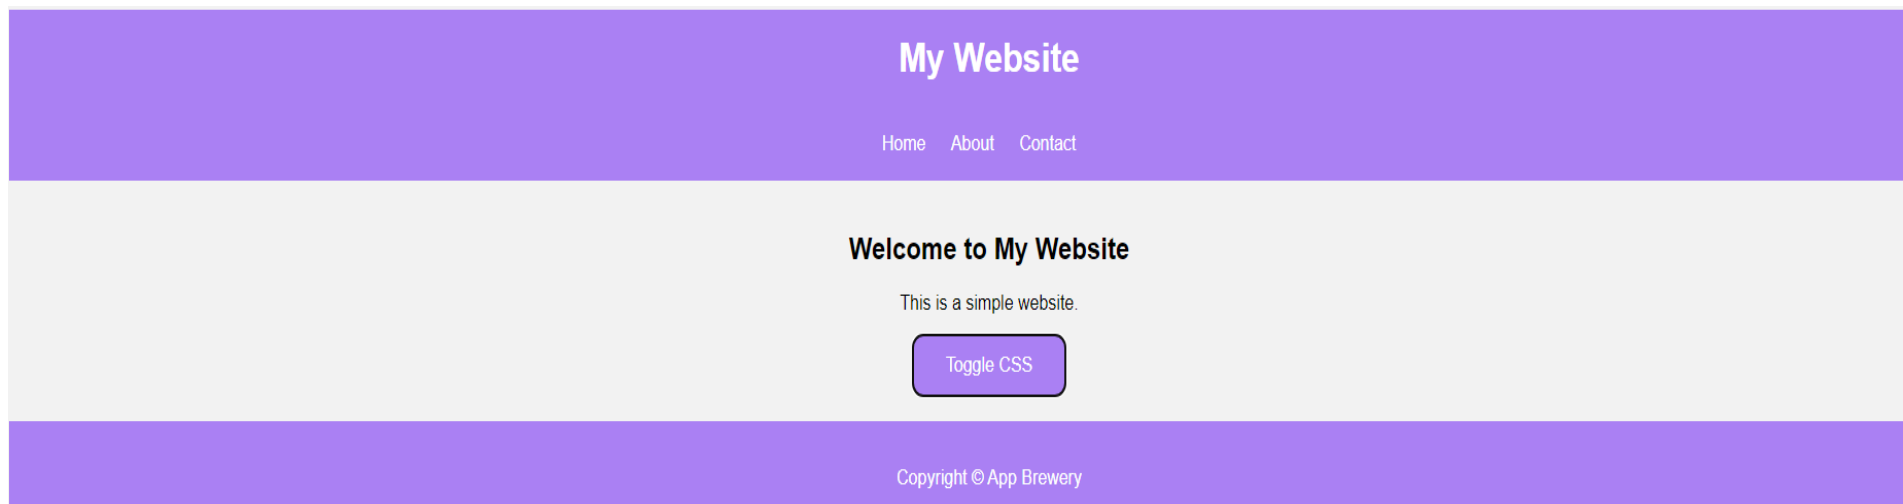 My Website
Home About Contact
Welcome to My Website
This is a simple website.
Toggle CSS
Copyright © App Brewery